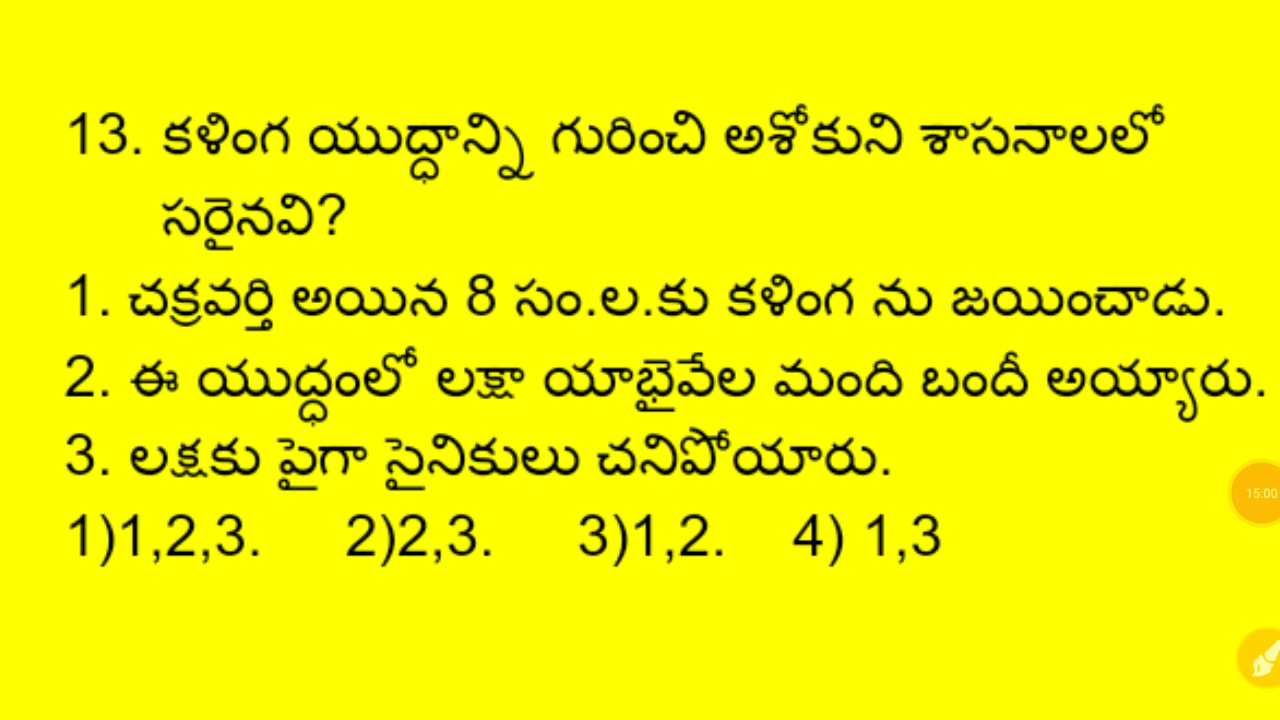 13. కళింగ యుద్ధాన్ని గురించి అశోకుని శాసనాలలో
సరైనవి?
1. చక్రవర్తి అయిన 8 సం.ల.కు కళింగ ను జయించాడు.
2. ఈ యుద్ధంలో లక్షా యాభైవేల మంది బందీ అయ్యారు.
3. లక్షకు పైగా సైనికులు చనిపోయారు.
1)1,2,3. 2)2,3. 3)1,2. 4) 1,3
15:00